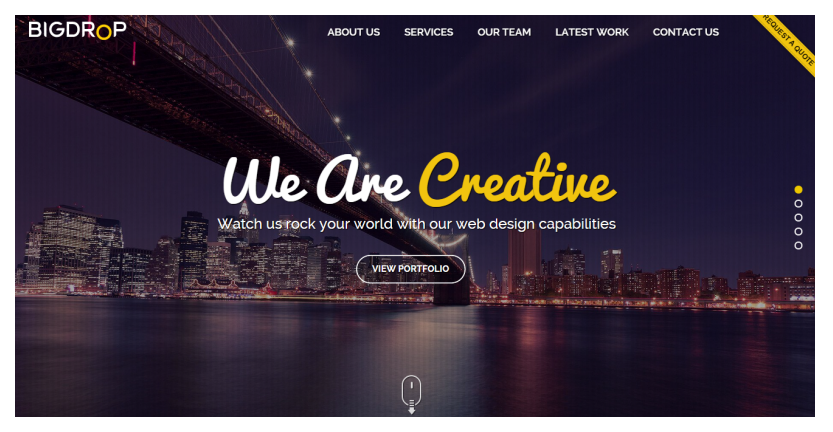 BIGDROP
ABOUT US SERVICES OUR TEAM LATEST WORK CONTACT US
REQUEST A QUOTE
We Are Creative
Watch us rock your world with our web design capabilities
VIEW PORTFOLIO